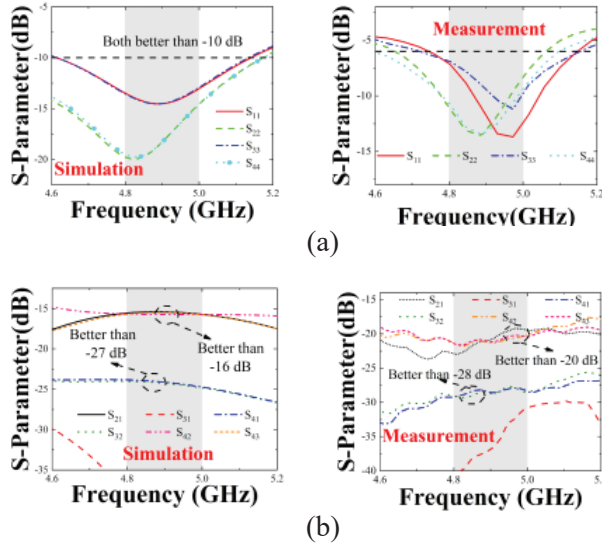 S-Parameter(dB)
-5
-10
-15
-20
Both better than -10 dB
S11
S22
S33
S44
Simulation
4.6 4.8 5.0 5.2
Frequency (GHz)
S-Parameter(dB)
-5
-10
-15
Measurement
S11 S22 S33 S44
4.6 4.8 5.0 5.2
Frequency(GHz)
(a)
S-Parameter(dB)
-15
-20
-25
-30
-35
Better than
-27 dB
Better than
-16 dB
S21 S31 S41
S32 S42 S43
Simulation
4.6 4.8 5.0 5.2
Frequency (GHz)
S-Parameter(dB)
-15
-20
-25
-30
-35
-40
S21 S31 S41
S32 S42 S43
Better than -20 dB
Better than -28 dB
Measurement
4.6 4.8 5.0 5.2
Frequency (GHz)
(b)